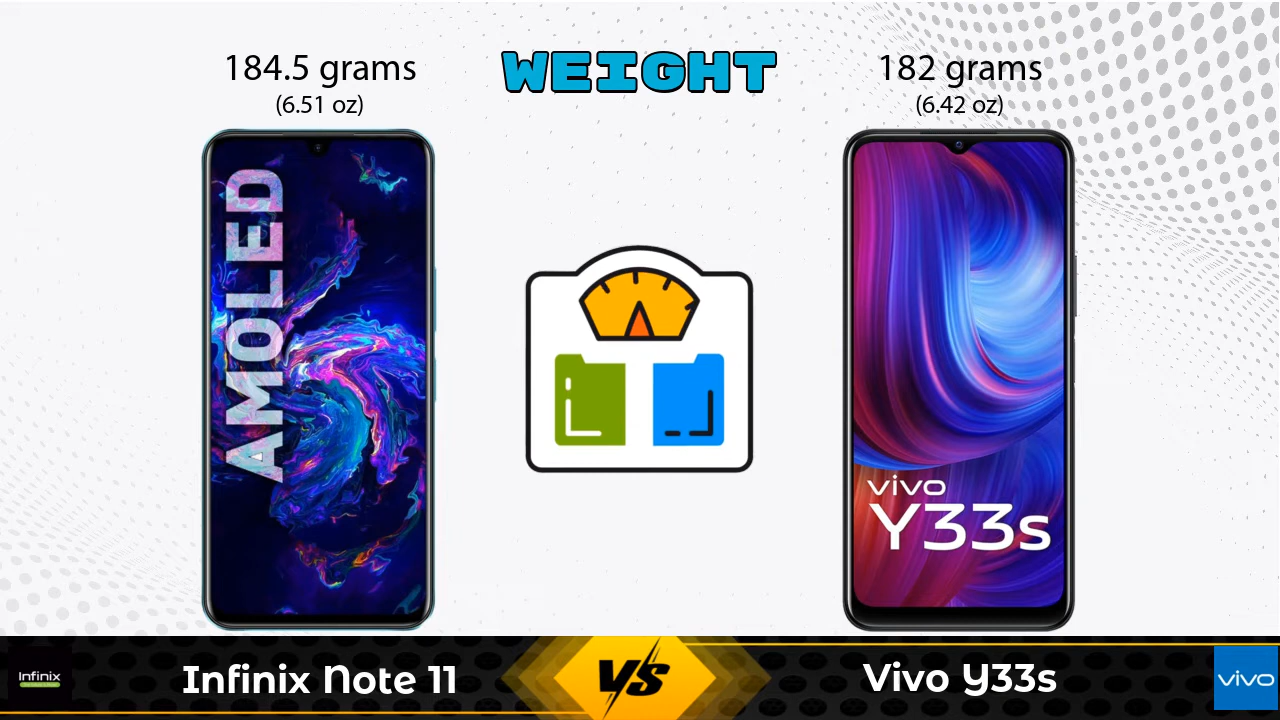 WEIGHT
184.5 grams
(6.51 oz)
182 grams
(6.42 oz)
AMOLED
vivo
Y33s
Infinix
Infinix Note 11
VS
Vivo Y33s
vivo